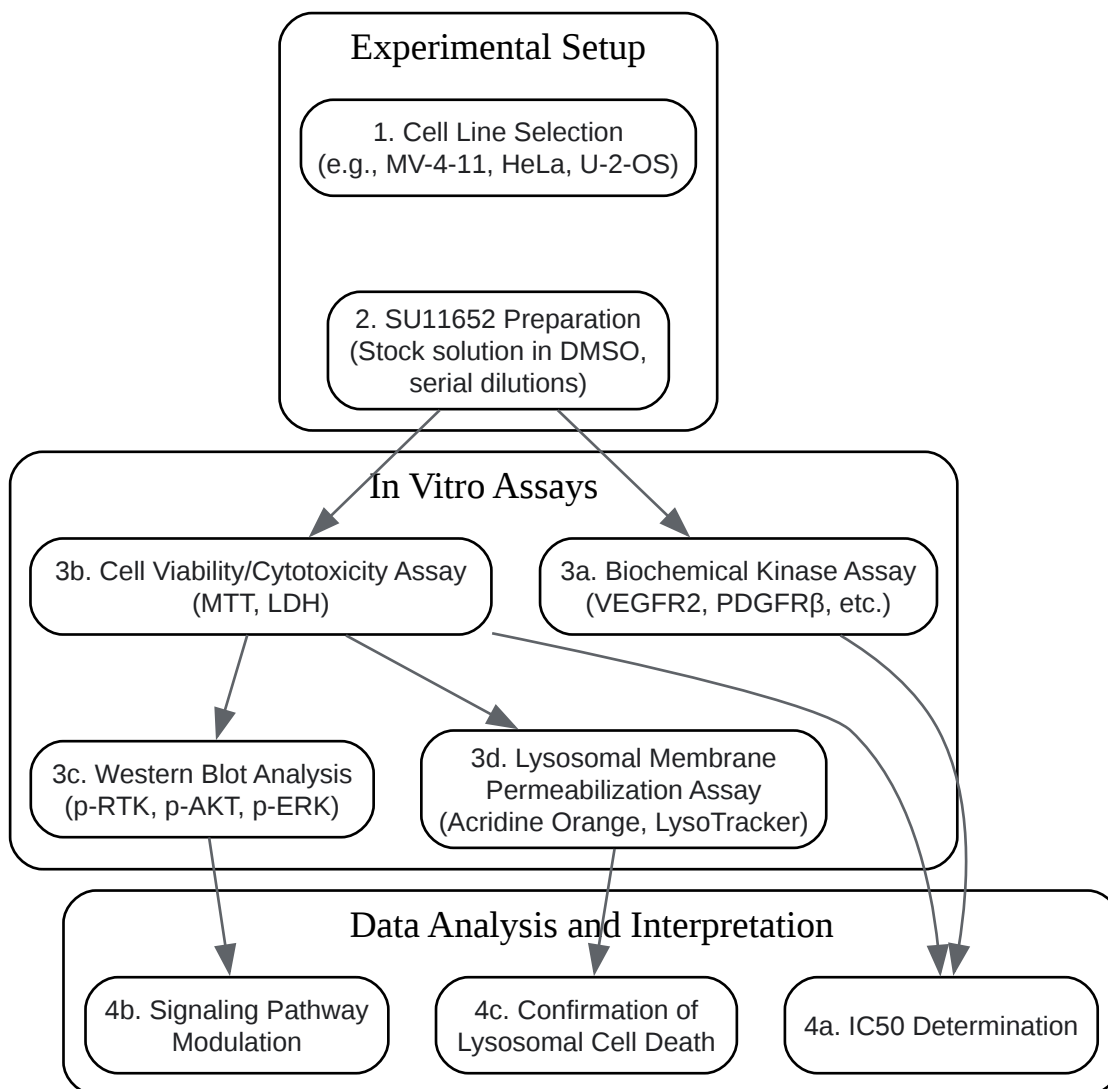 Experimental Setup
1. Cell Line Selection
(e.g., MV-4-11, HeLa, U-2-OS)
2. SU11652 Preparation
(Stock solution in DMSO,
serial dilutions)
In Vitro Assays
3b. Cell Viability/Cytotoxicity Assay
(MTT, LDH)
3a. Biochemical Kinase Assay
(VEGFR2, PDGFRβ, etc.)
3c. Western Blot Analysis
(p-RTK, p-AKT, p-ERK)
3d. Lysosomal Membrane
Permeabilization Assay
(Acridine Orange, LysoTracker)
Data Analysis and Interpretation
4b. Signaling Pathway
Modulation
4c. Confirmation of
Lysosomal Cell Death
4a. IC50 Determination